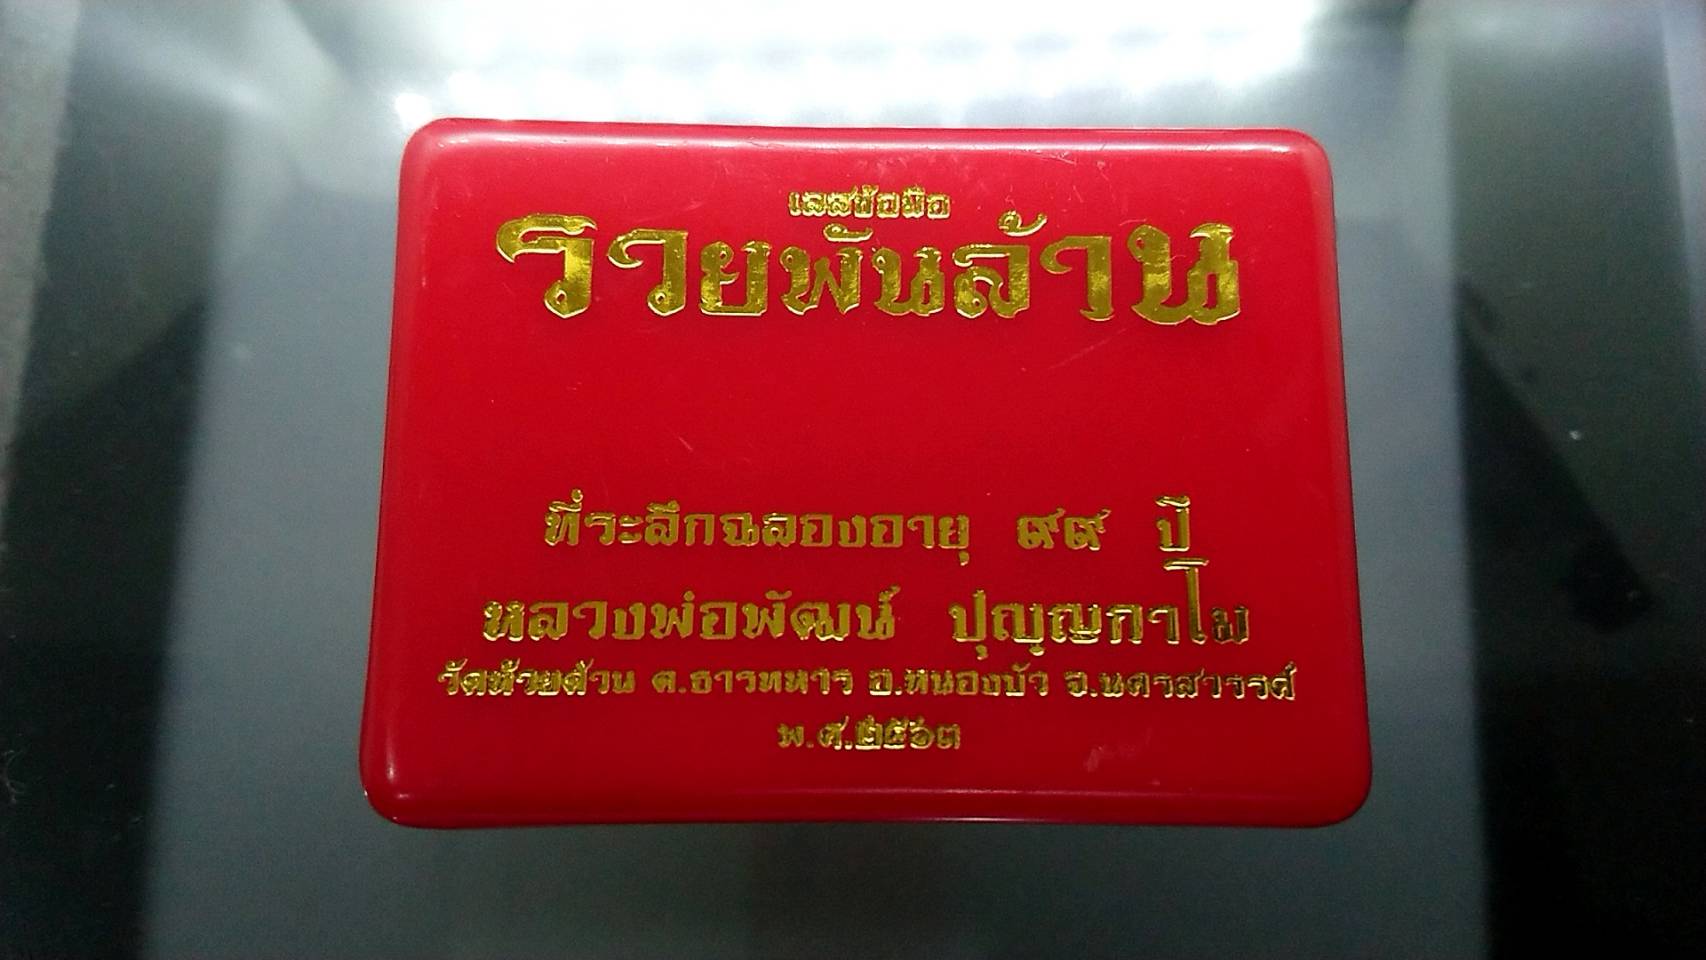 เลสข้อมือ
รวยพันล้าน
ที่ระลึกฉลองอายุ ๙๙ ปี
หลวงพ่อพัฒน์ ปุญฺญกาโม
วัดห้วยด้วน ต.ธารทหาร อ.หนองบัว จ.นครสวรรค์
พ.ศ.๒๕๖๓